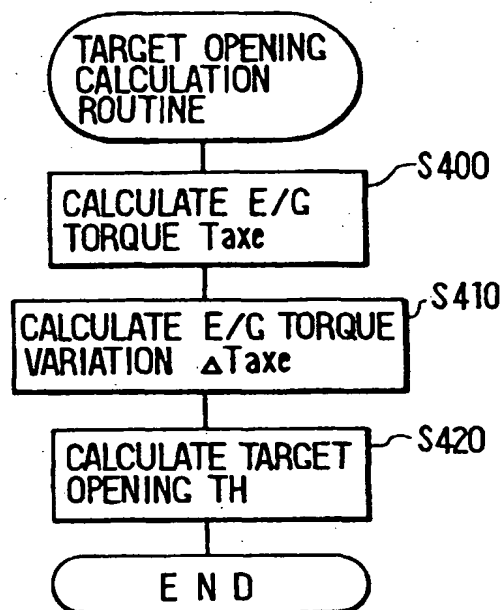 TARGET OPENING
CALCULATION
ROUTINE
S400
CALCULATE E/G
TORQUE Taxe
S410
CALCULATE E/G TORQUE
VARIATION ΔTaxe
S420
CALCULATE TARGET
OPENING TH
END